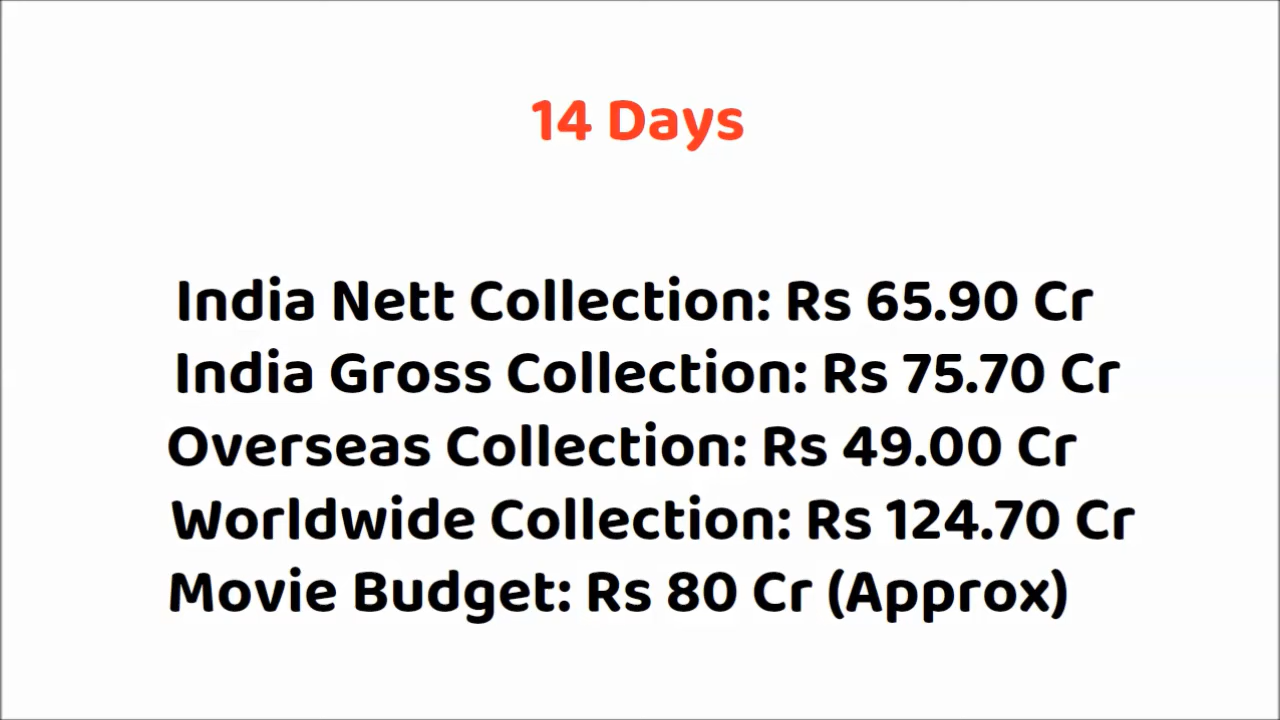 14 Days
India Nett Collection: Rs 65.90 Cr
India Gross Collection: Rs 75.70 Cr
Overseas Collection: Rs 49.00 Cr
Worldwide Collection: Rs 124.70 Cr
Movie Budget: Rs 80 Cr (Approx)